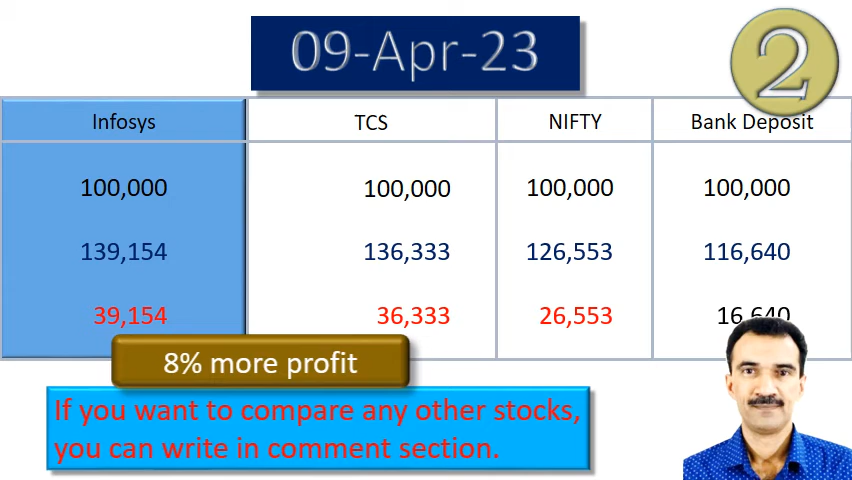 09-Apr-23
2
Infosys TCS NIFTY Bank Deposit
100,000 100,000 100,000 100,000
139,154 136,333 126,553 116,640
39,154 36,333 26,553 16,640
8% more profit
If you want to compare any other stocks,
you can write in comment section.